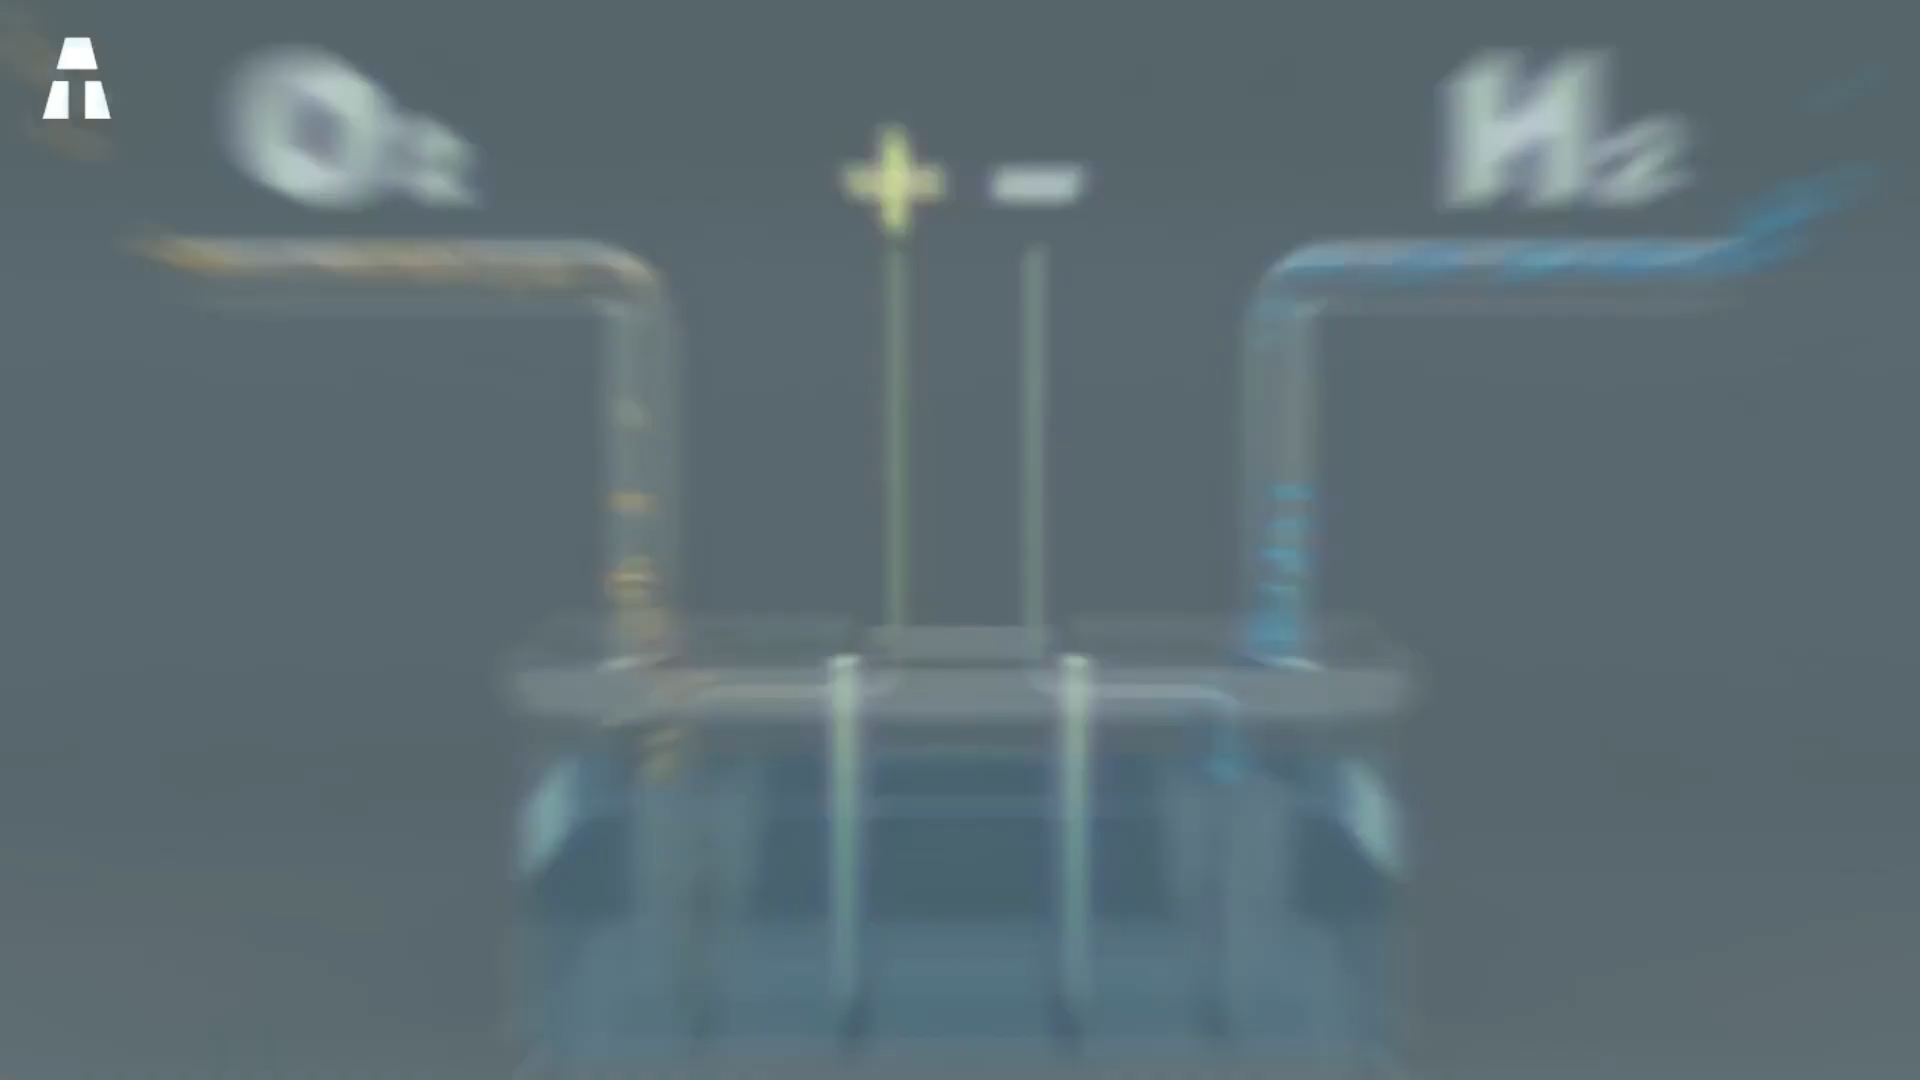 O₂ + - H₂